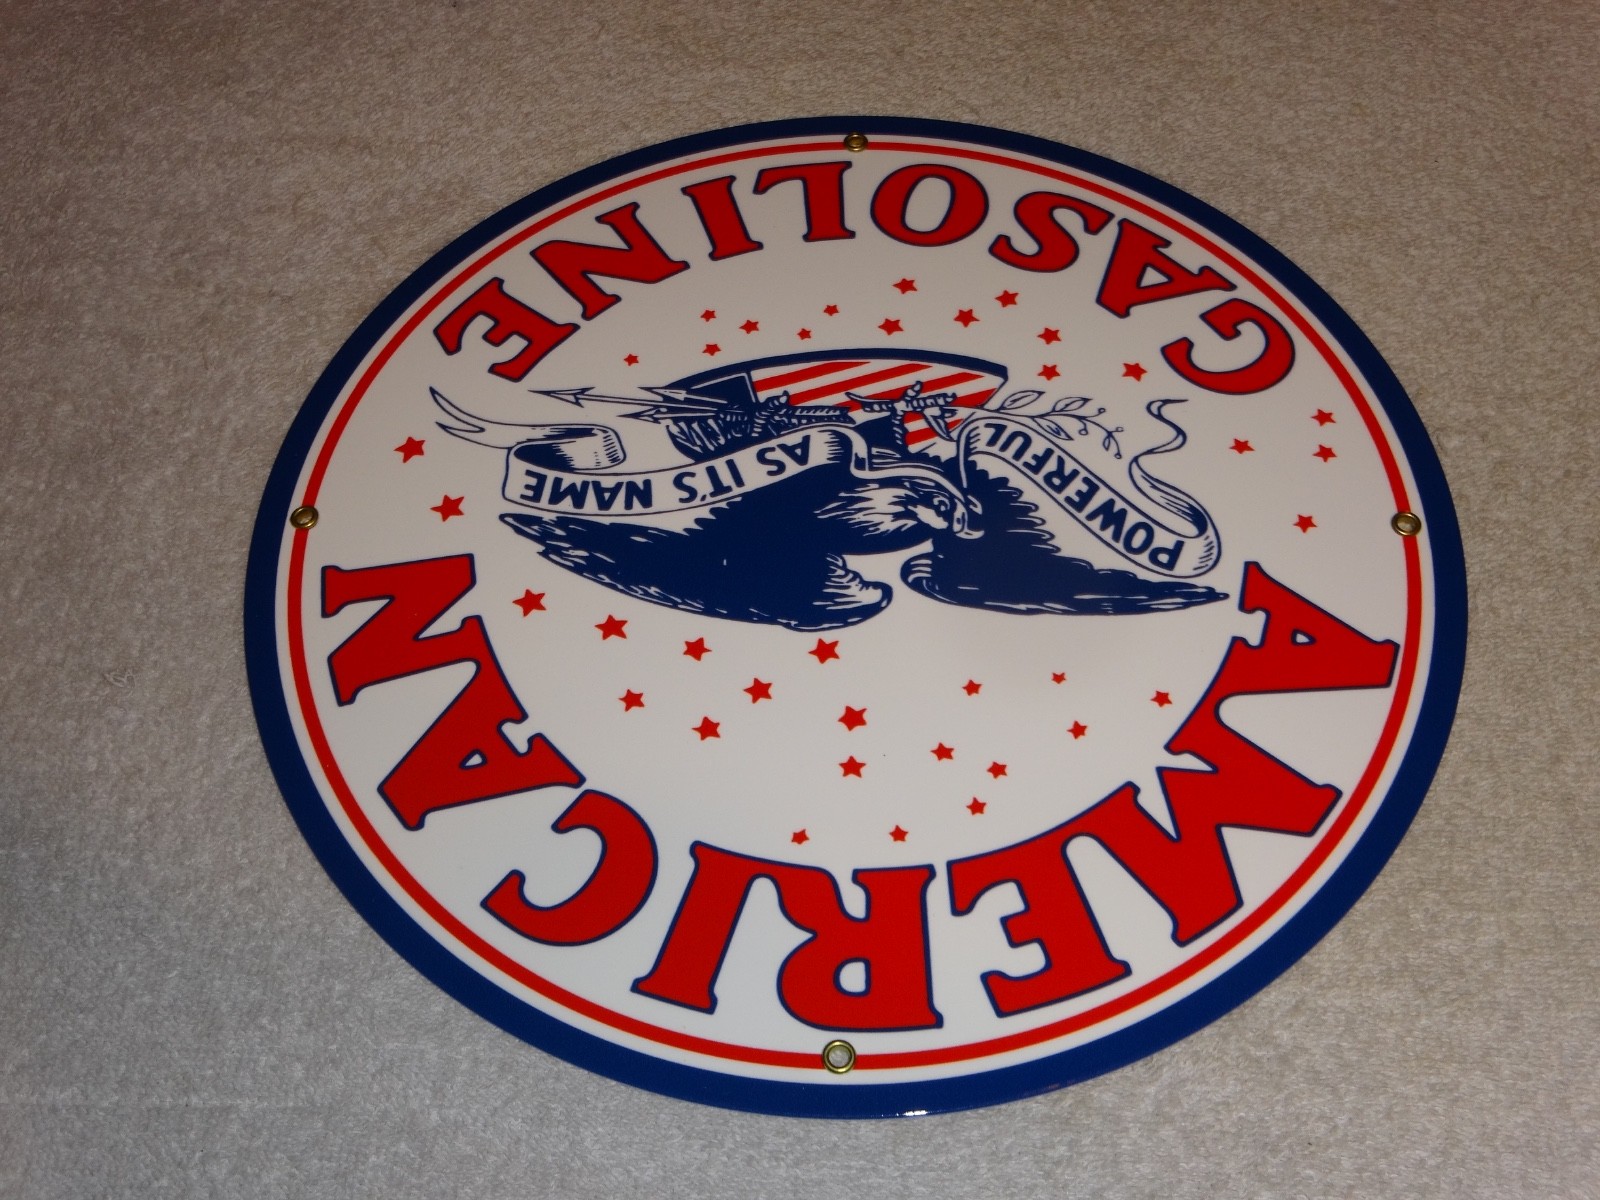 AMERICAN
POWERFUL AS IT'S NAME
GASOLINE